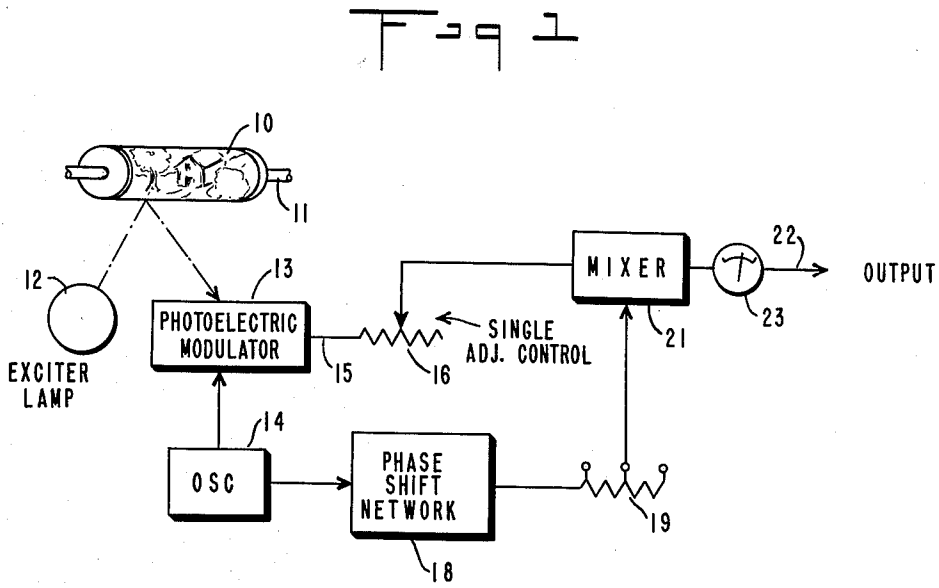 Fig 1
10
11
12
EXCITER
LAMP
13
PHOTOELECTRIC
MODULATOR
15
16
SINGLE
ADJ. CONTROL
MIXER
21
22
23
OUTPUT
14
OSC
PHASE
SHIFT
NETWORK
18
19